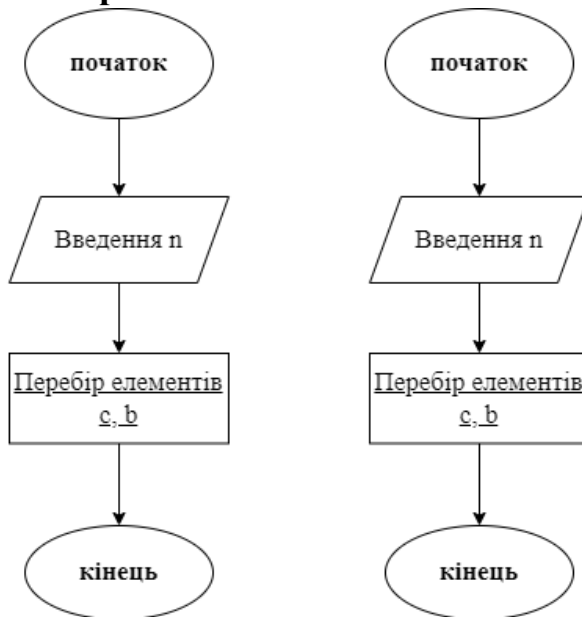 початок
Введення n
Перебір елементів
c, b
кінець
початок
Введення n
Перебір елементів
c, b
кінець